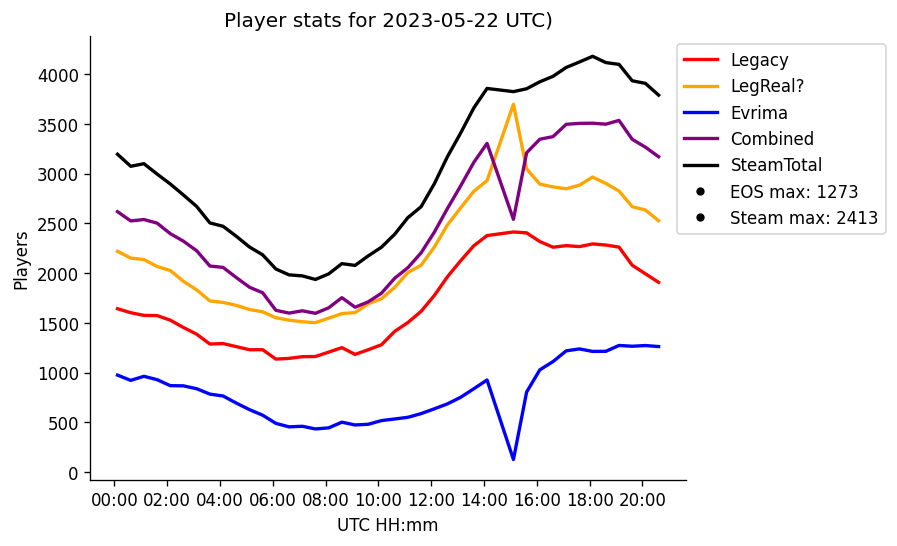 Player stats for 2023-05-22 UTC)
Legacy
LegReal?
Evrima
Combined
SteamTotal
EOS max: 1273
Steam max: 2413
Players
4000
3500
3000
2500
2000
1500
1000
500
0
00:00 02:00 04:00 06:00 08:00 10:00 12:00 14:00 16:00 18:00 20:00
UTC HH:mm